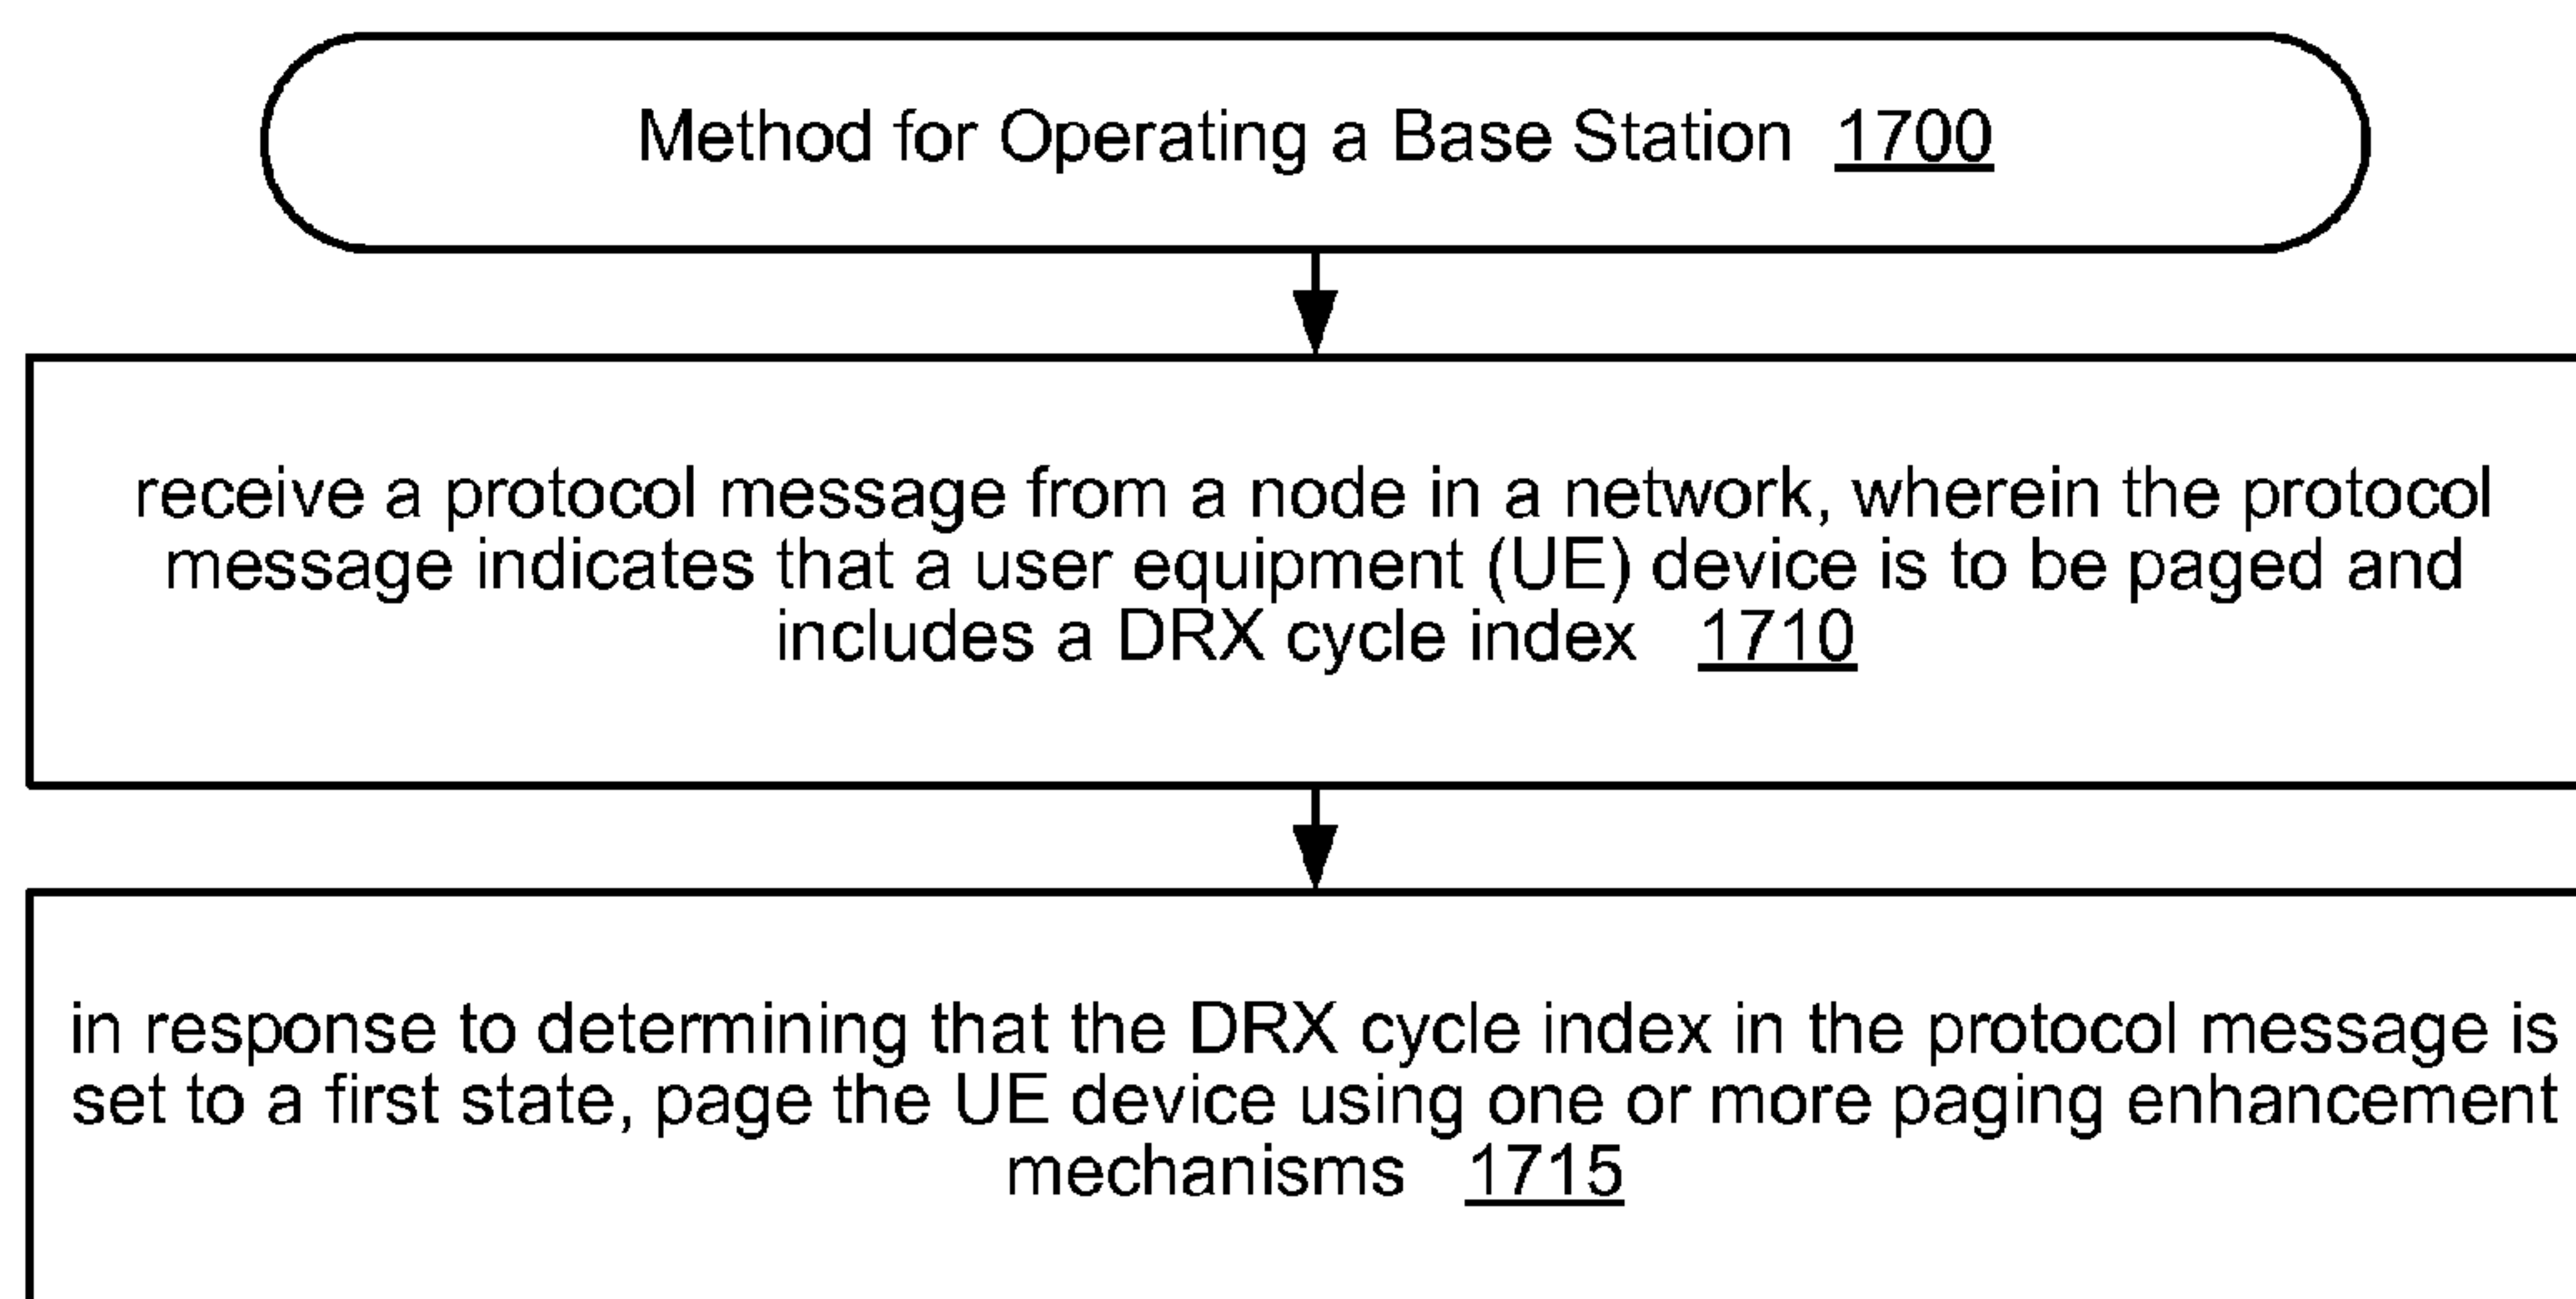 Method for Operating a Base Station 1700
receive a protocol message from a node in a network, wherein the protocol
message indicates that a user equipment (UE) device is to be paged and
includes a DRX cycle index 1710
in response to determining that the DRX cycle index in the protocol message is
set to a first state, page the UE device using one or more paging enhancement
mechanisms 1715